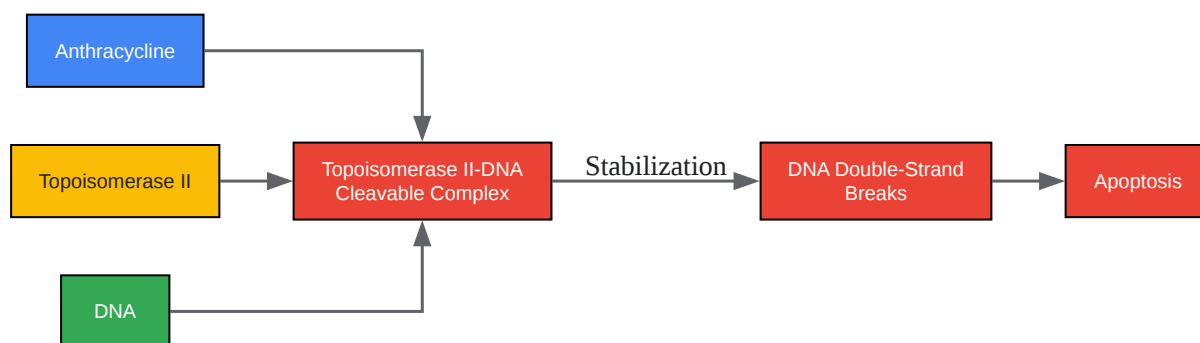 Anthracycline
Topoisomerase II
DNA
Topoisomerase II-DNA
Cleavable Complex
Stabilization
DNA Double-Strand
Breaks
Apoptosis